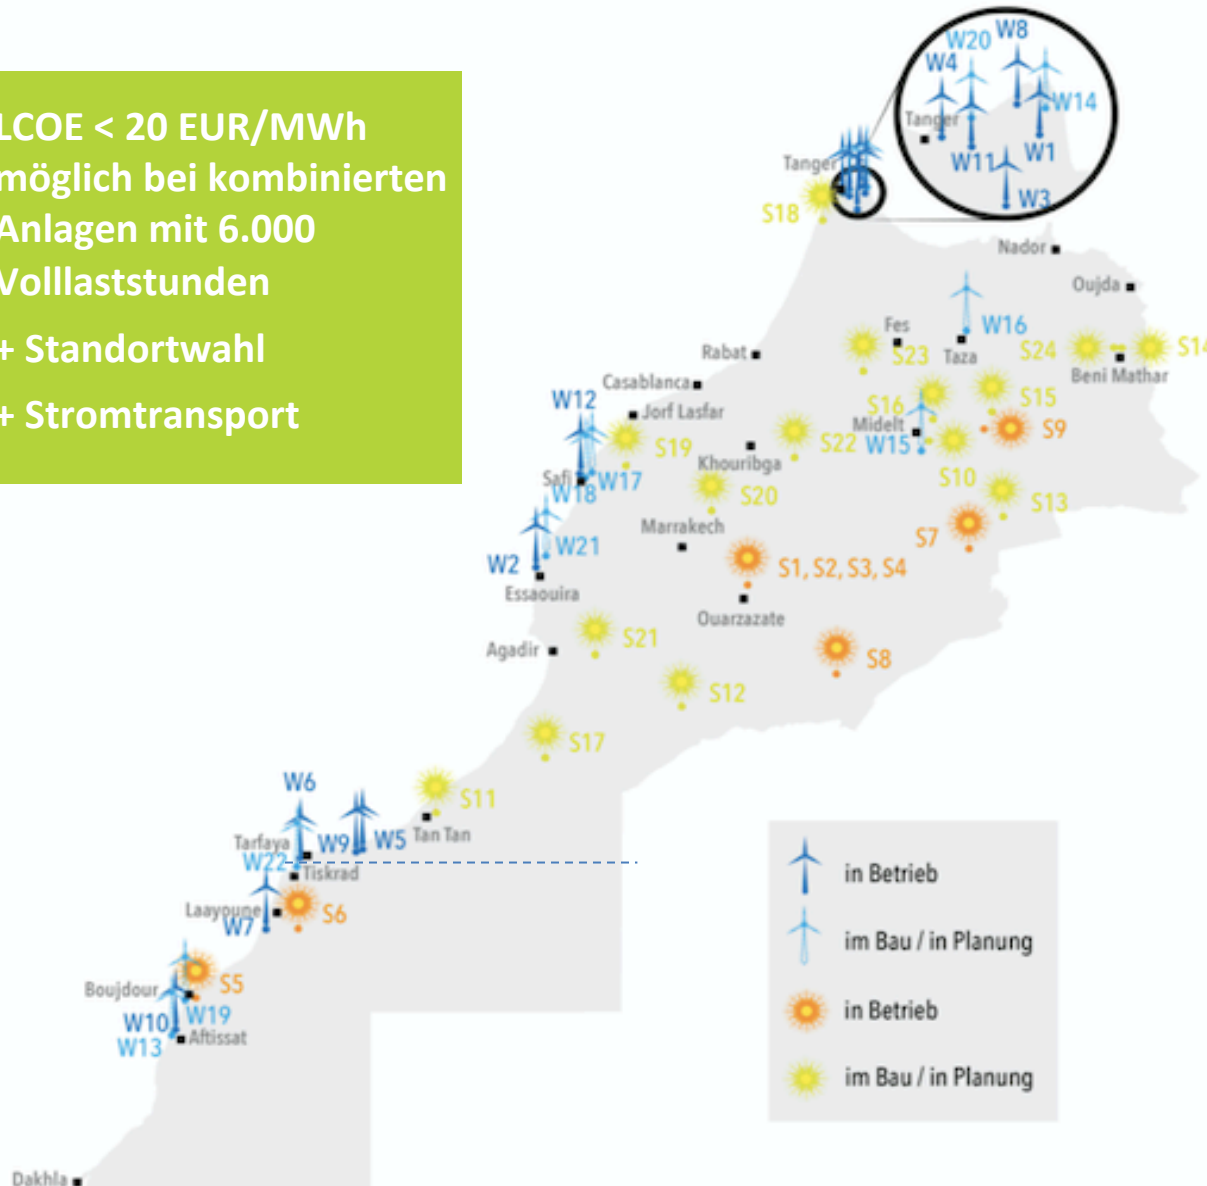 LCOE < 20 EUR/MWh
möglich bei kombinierten
Anlagen mit 6.000
Volllaststunden
+ Standortwahl
+ Stromtransport
W20
W8
W4
W14
Tanger
W11
W1
W3
Tanger
S18
Nador
Oujda
W16
Fes
S23
Taza
S24
S14
Beni Mathar
Rabat
Casablanca
Jorf Lasfar
W12
S19
Safi
W17
W18
S16
S15
Midelt
W15
S9
S22
Khouribga
S10
S20
S13
Marrakech
S7
W21
W2
Essaouira
S1, S2, S3, S4
Ouarzazate
S21
Agadir
S8
S12
S17
W6
S11
Tan Tan
Tarfaya
W9
W5
W22
Tiskrad
Laayoune
W7
S6
S5
Boujdour
W19
W10
W13
Aftissat
Dakhla
in Betrieb
im Bau / in Planung
in Betrieb
im Bau / in Planung